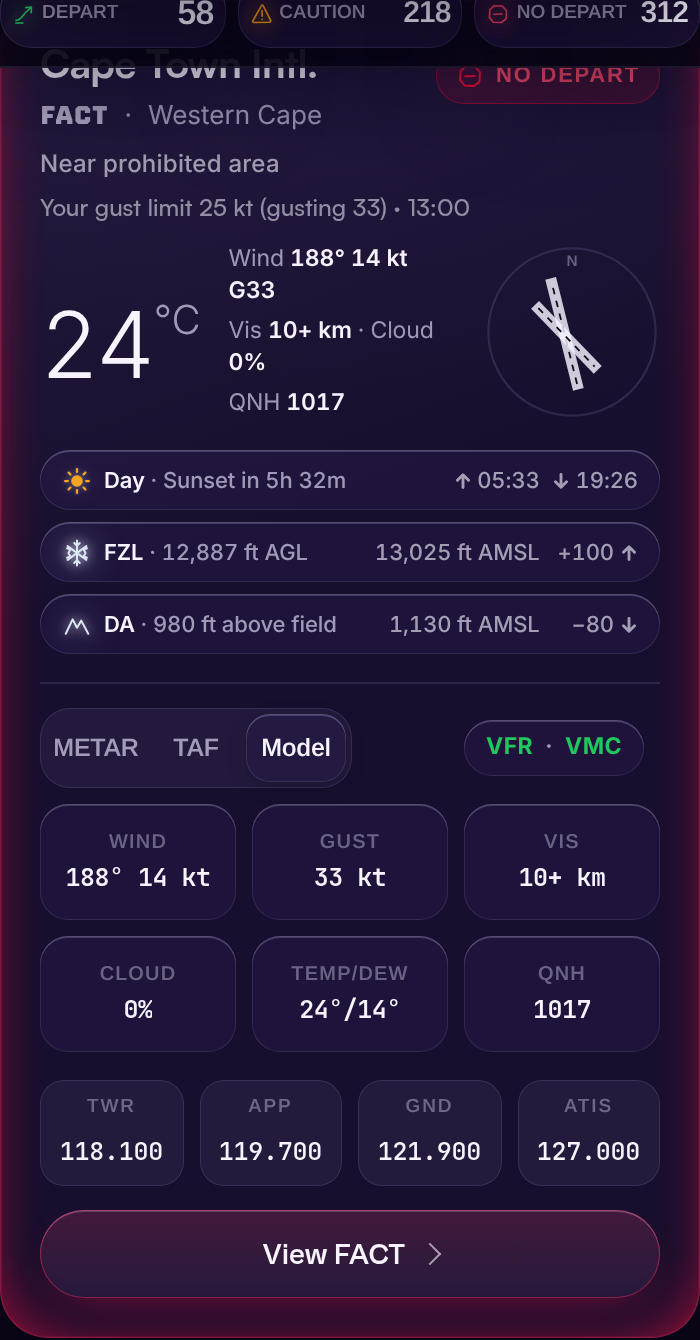 DEPART 58 CAUTION 218 NO DEPART 312
Cape Town Intl. NO DEPART
FACT · Western Cape
Near prohibited area
Your gust limit 25 kt (gusting 33) • 13:00
Wind 188° 14 kt
G33
Vis 10+ km · Cloud
0%
QNH 1017
24°C
N
Day · Sunset in 5h 32m ↑ 05:33 ↓ 19:26
FZL · 12,887 ft AGL 13,025 ft AMSL +100 ↑
DA · 980 ft above field 1,130 ft AMSL −80 ↓
METAR TAF Model VFR · VMC
WIND GUST VIS
188° 14 kt 33 kt 10+ km
CLOUD TEMP/DEW QNH
0% 24°/14° 1017
TWR APP GND ATIS
118.100 119.700 121.900 127.000
View FACT